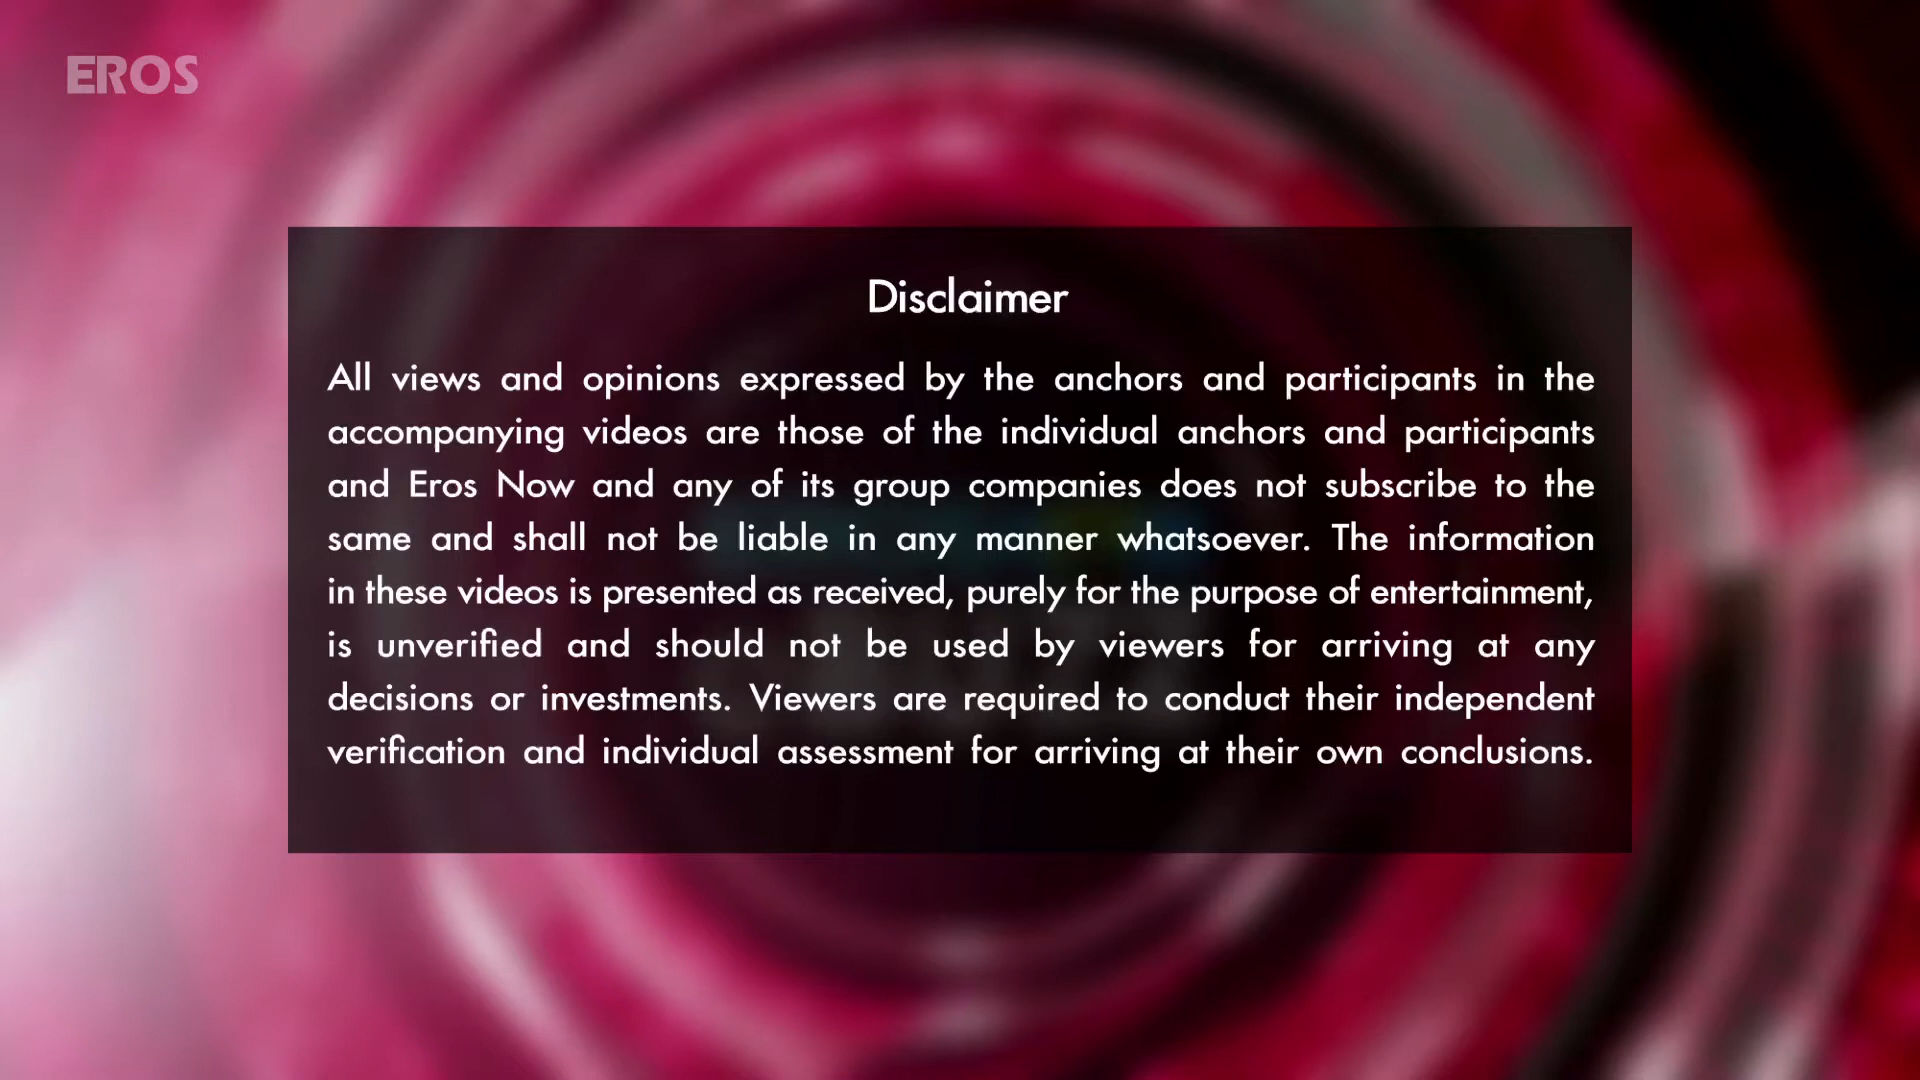 EROS
Disclaimer
All views and opinions expressed by the anchors and participants in the
accompanying videos are those of the individual anchors and participants
and Eros Now and any of its group companies does not subscribe to the
same and shall not be liable in any manner whatsoever. The information
in these videos is presented as received, purely for the purpose of entertainment,
is unverified and should not be used by viewers for arriving at any
decisions or investments. Viewers are required to conduct their independent
verification and individual assessment for arriving at their own conclusions.